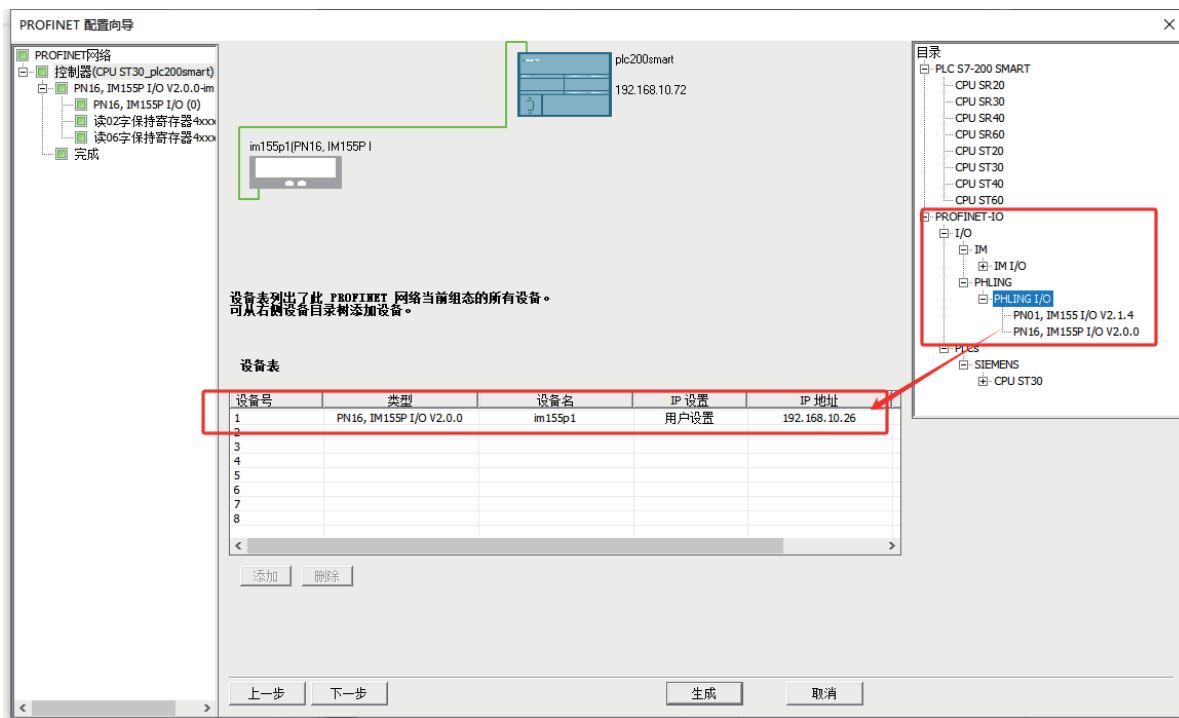 PROFINET 配置向导
PROFINET网络
控制器(CPU ST30_plc200smart)
PN16, IM155P I/O V2.0.0-im
PN16, IM155P I/O (0)
读02字保持寄存器4xxx
读06字保持寄存器4xxx
完成
plc200smart
192.168.10.72
im155p1(PN16, IM155P I
设备表列出了此 PROFINET 网络当前组态的所有设备。
可从右侧设备目录树添加设备。
设备表
设备号 类型 设备名 IP 设置 IP 地址
1 PN16, IM155P I/O V2.0.0 im155p1 用户设置 192.168.10.26
2
3
4
5
6
7
8
添加 删除
上一步 下一步 生成 取消
目录
PLC S7-200 SMART
CPU SR20
CPU SR30
CPU SR40
CPU SR60
CPU ST20
CPU ST30
CPU ST40
CPU ST60
PROFINET-IO
I/O
IM
IM I/O
PHLING
PHLING I/O
PN01, IM155 I/O V2.1.4
PN16, IM155P I/O V2.0.0
PLCs
SIEMENS
CPU ST30